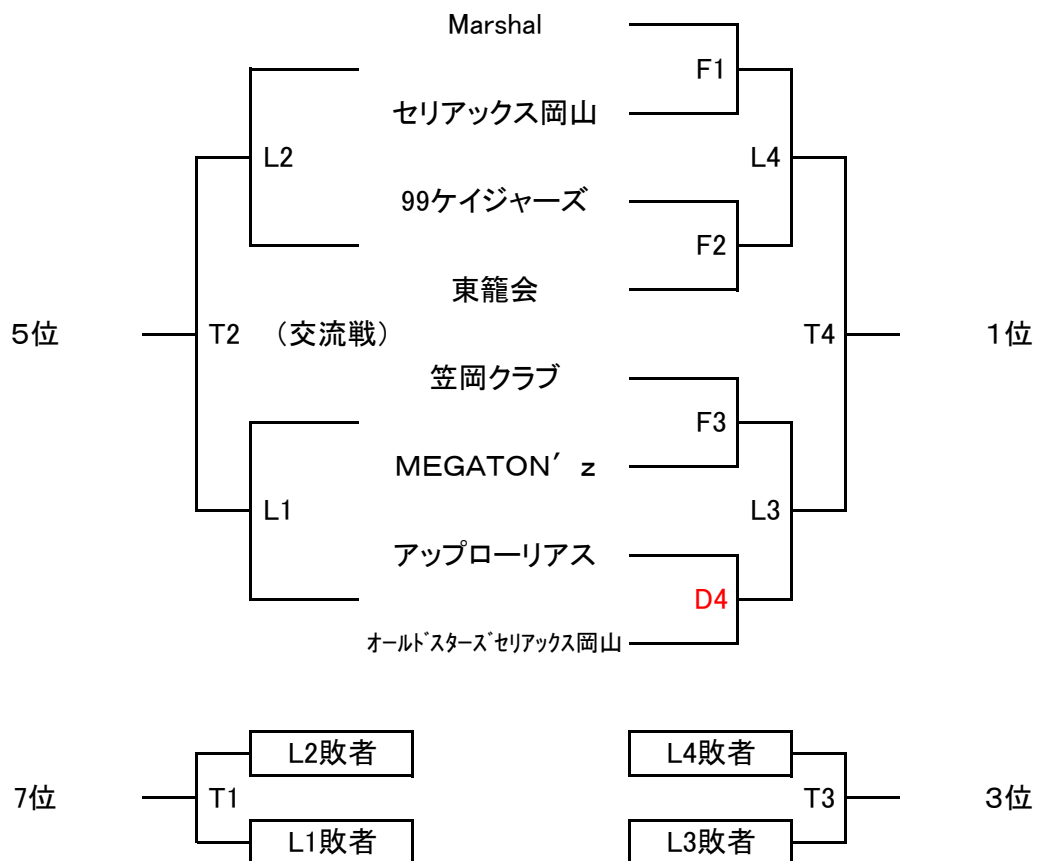 Marshal
F1
セリアックス岡山
L2
L4
99ケイジャーズ
F2
東籠会
5位
T2
（交流戦）
T4
1位
笠岡クラブ
F3
MEGATON′ z
L1
L3
アップローリアス
D4
ｵｰﾙﾄﾞｽﾀｰｽﾞｾﾘｱｯｸｽ岡山
L2敗者
L4敗者
7位
T1
T3
3位
L1敗者
L3敗者